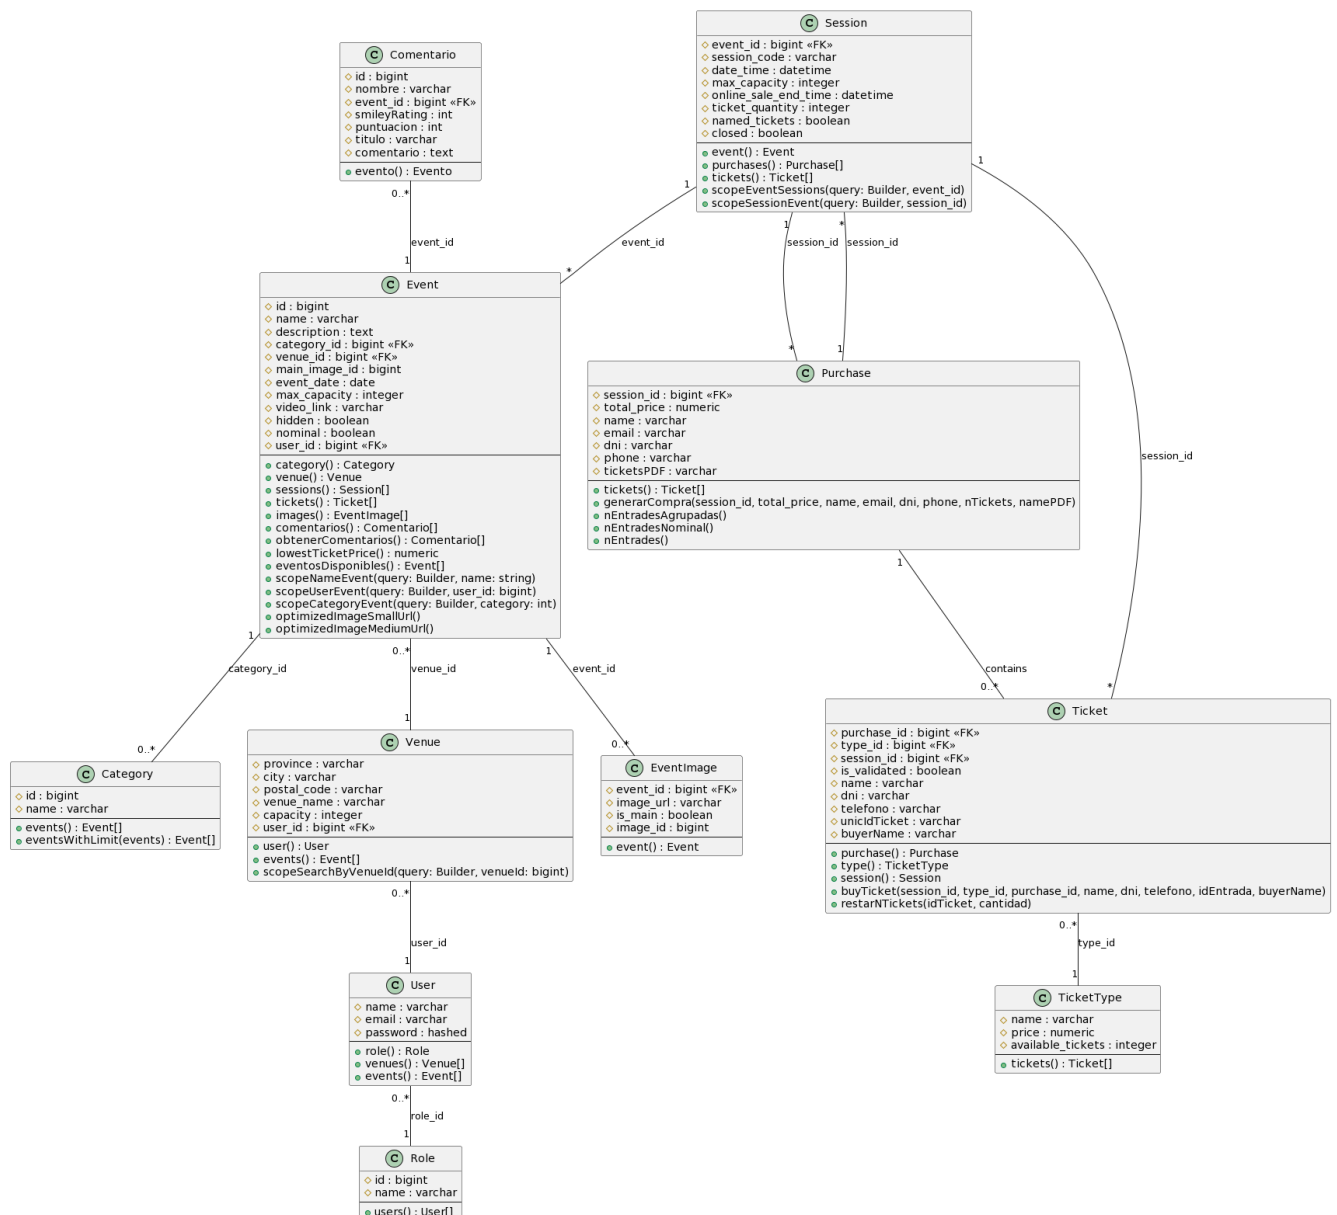 C Session
event_id : bigint «FK»
session_code : varchar
date_time : datetime
max_capacity : integer
online_sale_end_time : datetime
ticket_quantity : integer
named_tickets : boolean
closed : boolean
event() : Event
purchases() : Purchase[]
tickets() : Ticket[]
scopeEventSessions(query: Builder, event_id)
scopeSessionEvent(query: Builder, session_id)
C Comentario
id : bigint
nombre : varchar
event_id : bigint «FK»
smileyRating : int
puntuacion : int
titulo : varchar
comentario : text
evento() : Evento
0..*
event_id
1
1
event_id
*
1
session_id
*
*
session_id
1
1
session_id
*
C Event
id : bigint
name : varchar
description : text
category_id : bigint «FK»
venue_id : bigint «FK»
main_image_id : bigint
event_date : date
max_capacity : integer
video_link : varchar
hidden : boolean
nominal : boolean
user_id : bigint «FK»
category() : Category
venue() : Venue
sessions() : Session[]
tickets() : Ticket[]
images() : EventImage[]
comentarios() : Comentario[]
obtenerComentarios() : Comentario[]
lowestTicketPrice() : numeric
eventosDisponibles() : Event[]
scopeNameEvent(query: Builder, name: string)
scopeUserEvent(query: Builder, user_id: bigint)
scopeCategoryEvent(query: Builder, category: int)
optimizedImageSmallUrl()
optimizedImageMediumUrl()
C Purchase
session_id : bigint «FK»
total_price : numeric
name : varchar
email : varchar
dni : varchar
phone : varchar
ticketsPDF : varchar
tickets() : Ticket[]
generarCompra(session_id, total_price, name, email, dni, phone, nTickets, namePDF)
nEntradesAgrupadas()
nEntradesNominal()
nEntrades()
1
contains
0..*
1
category_id
0..*
0..*
venue_id
1
1
event_id
0..*
C Category
id : bigint
name : varchar
events() : Event[]
eventsWithLimit(events) : Event[]
C Venue
province : varchar
city : varchar
postal_code : varchar
venue_name : varchar
capacity : integer
user_id : bigint «FK»
user() : User
events() : Event[]
scopeSearchByVenueId(query: Builder, venueId: bigint)
C EventImage
event_id : bigint «FK»
image_url : varchar
is_main : boolean
image_id : bigint
event() : Event
C Ticket
purchase_id : bigint «FK»
type_id : bigint «FK»
session_id : bigint «FK»
is_validated : boolean
name : varchar
dni : varchar
telefono : varchar
unicIdTicket : varchar
buyerName : varchar
purchase() : Purchase
type() : TicketType
session() : Session
buyTicket(session_id, type_id, purchase_id, name, dni, telefono, idEntrada, buyerName)
restarNTickets(idTicket, cantidad)
0..*
user_id
1
0..*
type_id
1
C User
name : varchar
email : varchar
password : hashed
role() : Role
venues() : Venue[]
events() : Event[]
C TicketType
name : varchar
price : numeric
available_tickets : integer
tickets() : Ticket[]
0..*
role_id
1
C Role
id : bigint
name : varchar
users() : User[]